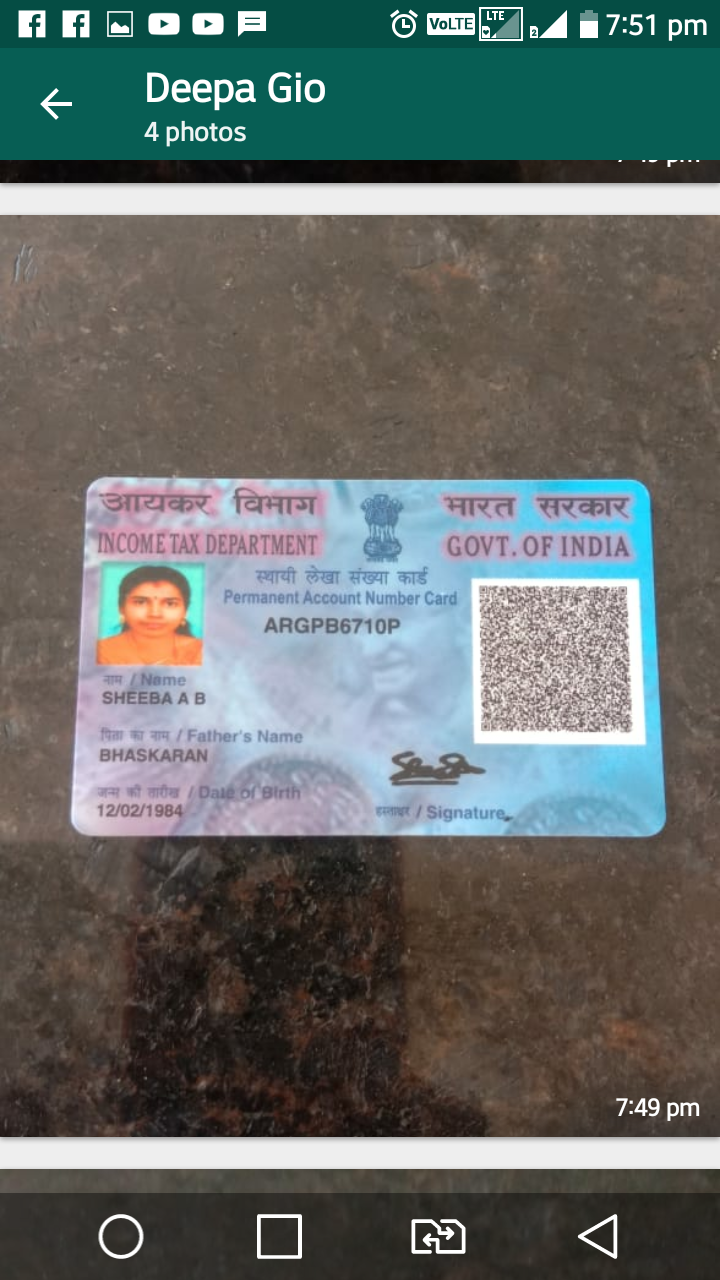 VoLTE LTE 2 7:51 pm
Deepa Gio
4 photos
आयकर विभाग
INCOME TAX DEPARTMENT
भारत सरकार
GOVT. OF INDIA
स्थायी लेखा संख्या कार्ड
Permanent Account Number Card
ARGPB6710P
नाम / Name
SHEEBA A B
पिता का नाम / Father's Name
BHASKARAN
जन्म की तारीख / Date of Birth
12/02/1984
हस्ताक्षर / Signature
7:49 pm